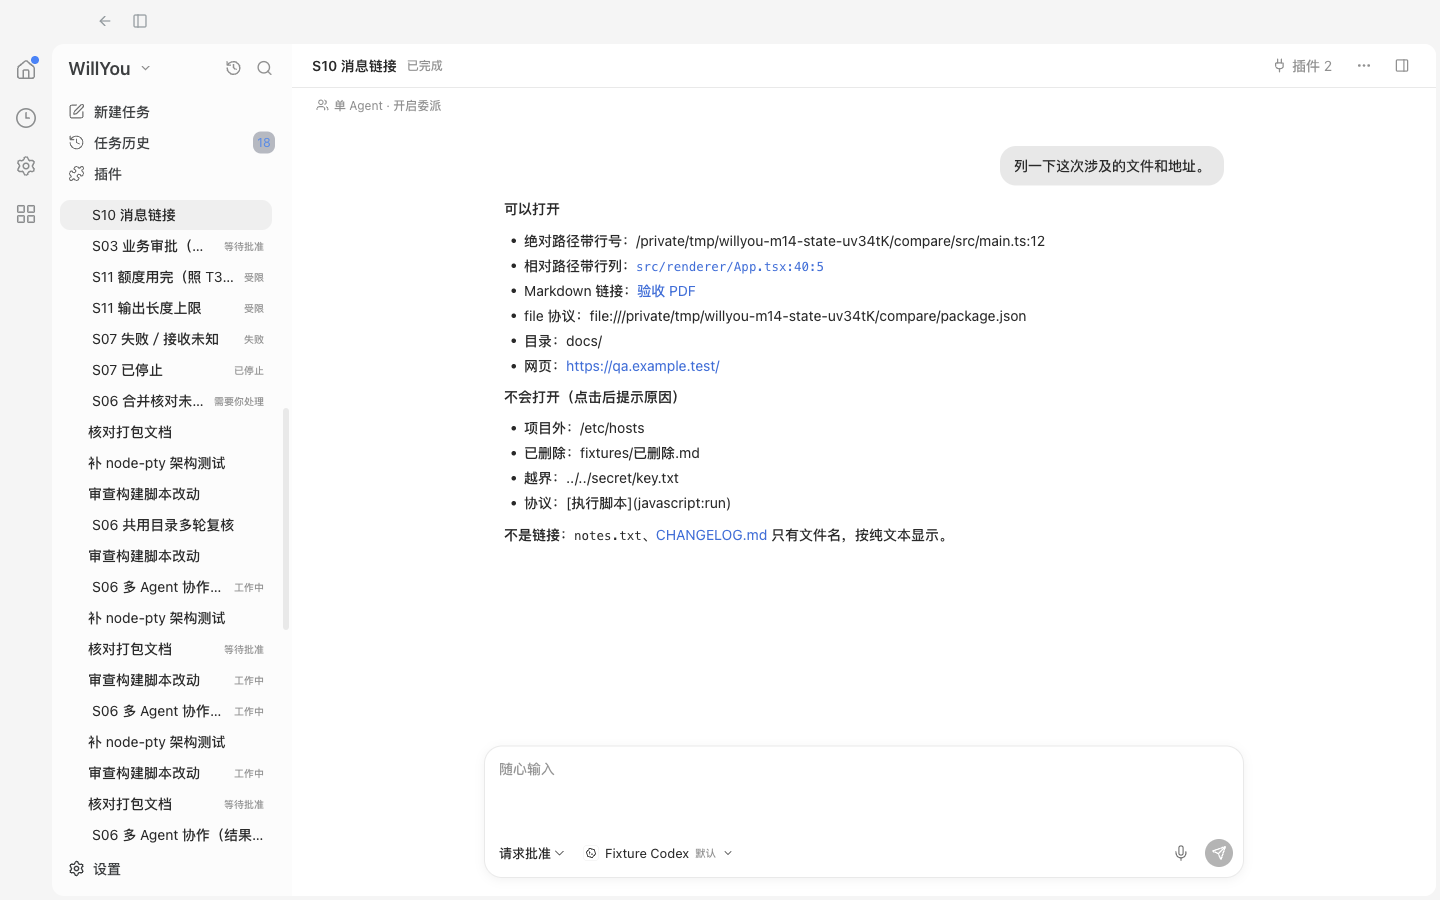 WillYou
新建任务
任务历史 18
插件
S10 消息链接
S03 业务审批（... 等待批准
S11 额度用完（照 T3... 受限
S11 输出长度上限 受限
S07 失败 / 接收未知 失败
S07 已停止 已停止
S06 合并核对未... 需要你处理
核对打包文档
补 node-pty 架构测试
审查构建脚本改动
S06 共用目录多轮复核
审查构建脚本改动
S06 多 Agent 协作... 工作中
补 node-pty 架构测试
核对打包文档 等待批准
审查构建脚本改动 工作中
S06 多 Agent 协作... 工作中
补 node-pty 架构测试
审查构建脚本改动 工作中
核对打包文档 等待批准
S06 多 Agent 协作（结果...
设置
S10 消息链接 已完成
插件 2
单 Agent · 开启委派
列一下这次涉及的文件和地址。
可以打开
• 绝对路径带行号：/private/tmp/willyou-m14-state-uv34tK/compare/src/main.ts:12
• 相对路径带行列：src/renderer/App.tsx:40:5
• Markdown 链接：验收 PDF
• file 协议：file:///private/tmp/willyou-m14-state-uv34tK/compare/package.json
• 目录：docs/
• 网页：https://qa.example.test/
不会打开（点击后提示原因）
• 项目外：/etc/hosts
• 已删除：fixtures/已删除.md
• 越界：../../secret/key.txt
• 协议：[执行脚本](javascript:run)
不是链接：notes.txt、CHANGELOG.md 只有文件名，按纯文本显示。
随心输入
请求批准
Fixture Codex 默认